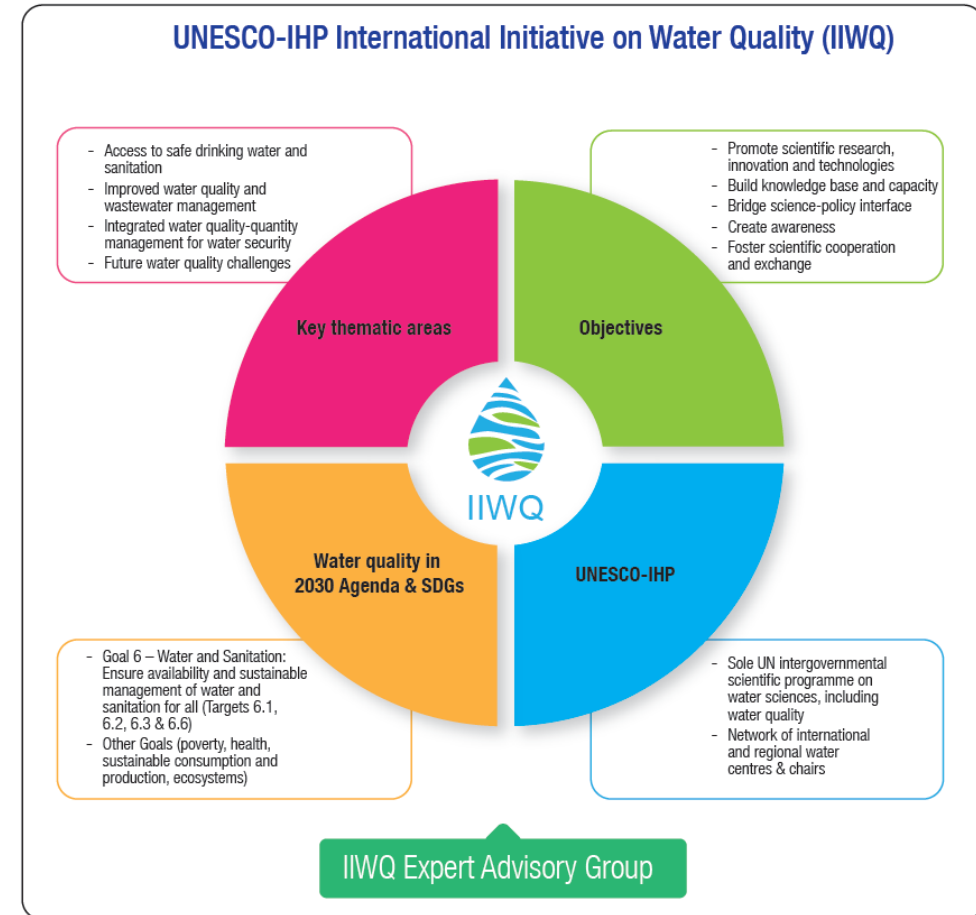 UNESCO-IHP International Initiative on Water Quality (IIWQ)
- Access to safe drinking water and
sanitation
- Improved water quality and
wastewater management
- Integrated water quality-quantity
management for water security
- Future water quality challenges
- Promote scientific research,
innovation and technologies
- Build knowledge base and capacity
- Bridge science-policy interface
- Create awareness
- Foster scientific cooperation
and exchange
Key thematic areas
Objectives
IIWQ
Water quality in
2030 Agenda & SDGs
UNESCO-IHP
- Goal 6 – Water and Sanitation:
Ensure availability and sustainable
management of water and
sanitation for all (Targets 6.1,
6.2, 6.3 & 6.6)
- Other Goals (poverty, health,
sustainable consumption and
production, ecosystems)
- Sole UN intergovernmental
scientific programme on
water sciences, including
water quality
- Network of international
and regional water
centres & chairs
IIWQ Expert Advisory Group